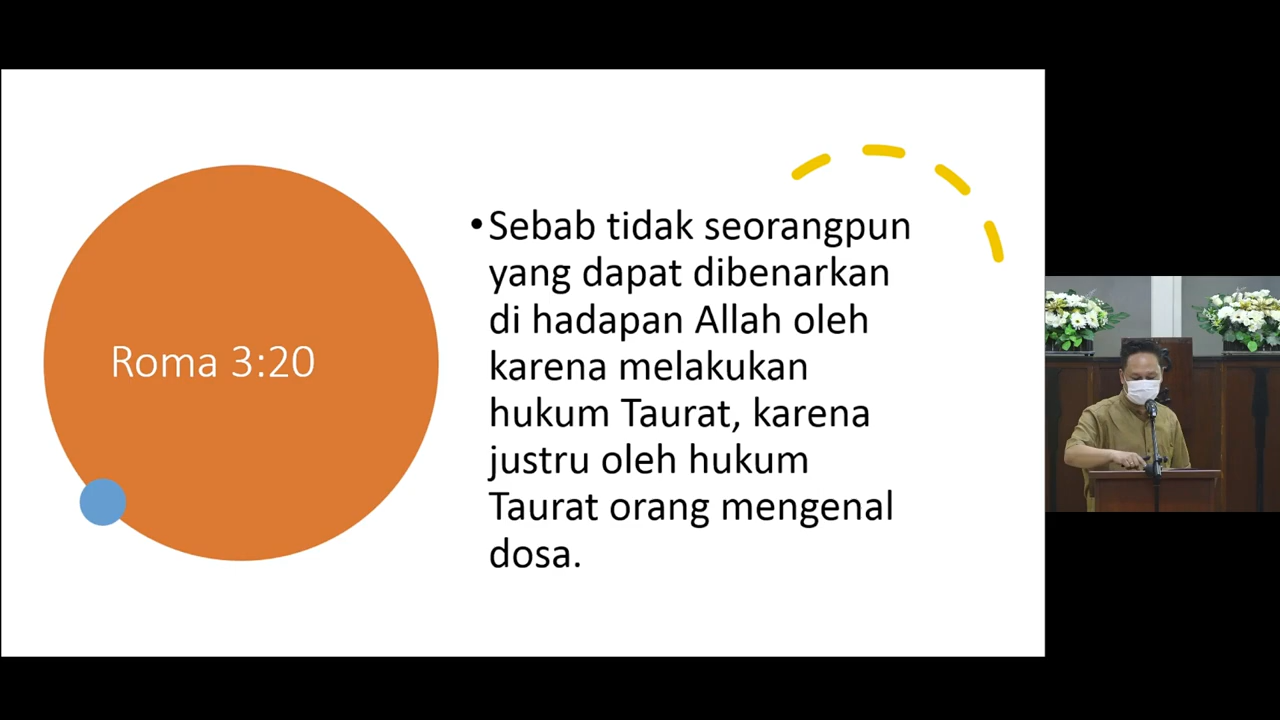 Roma 3:20
•Sebab tidak seorangpun
yang dapat dibenarkan
di hadapan Allah oleh
karena melakukan
hukum Taurat, karena
justru oleh hukum
Taurat orang mengenal
dosa.